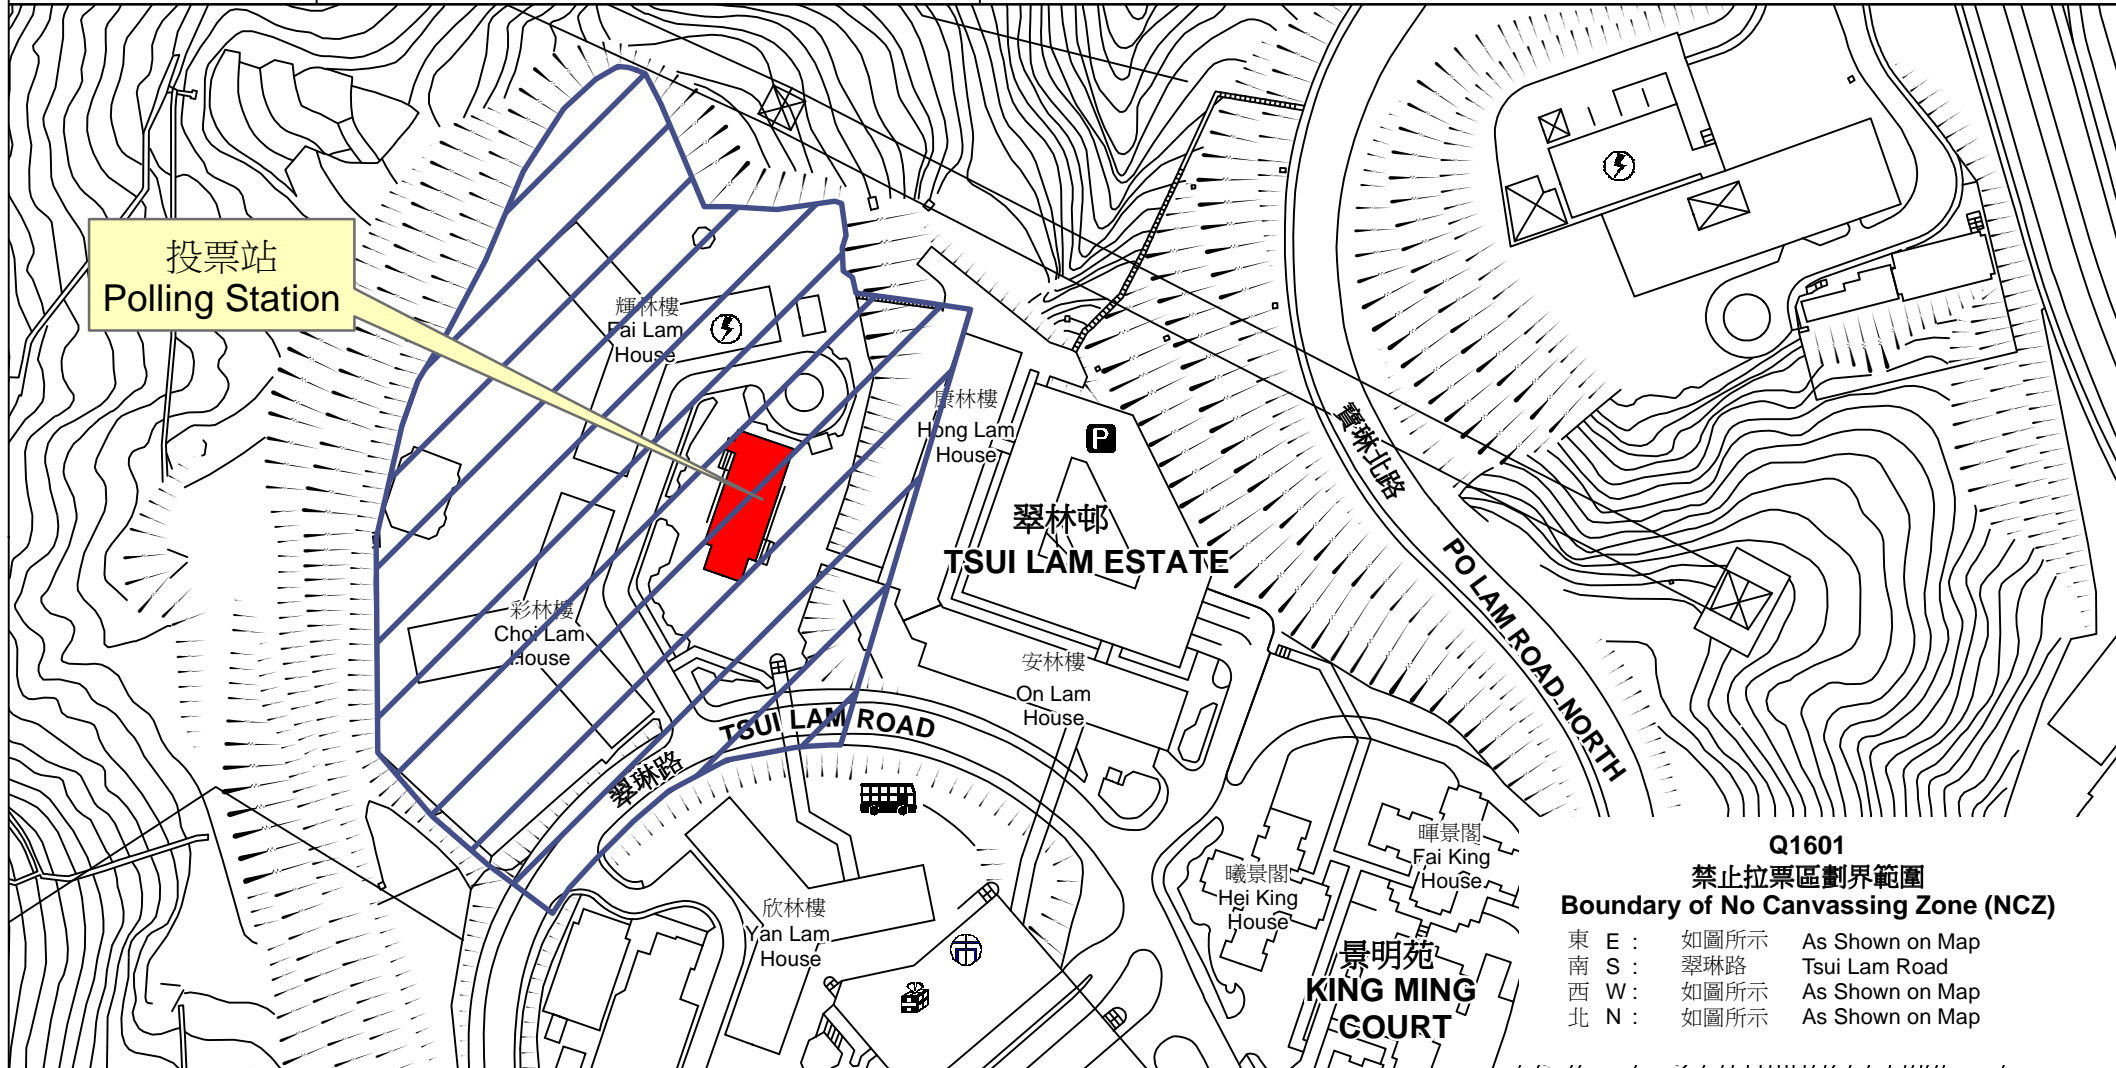 投票站
Polling Station
輝林樓
Fai Lam
House
康林樓
Hong Lam
House
P
翠林邨
TSUI LAM ESTATE
寶琳北路
PO LAM ROAD NORTH
彩林樓
Choi Lam
House
安林樓
On Lam
House
TSUI LAM ROAD
翠琳路
欣林樓
Yan Lam
House
曦景閣
Hei King
House
暉景閣
Fai King
House
景明苑
KING MING
COURT
Q1601
禁止拉票區劃界範圍
Boundary of No Canvassing Zone (NCZ)
東 E : 如圖所示 As Shown on Map
南 S : 翠琳路 Tsui Lam Road
西 W : 如圖所示 As Shown on Map
北 N : 如圖所示 As Shown on Map